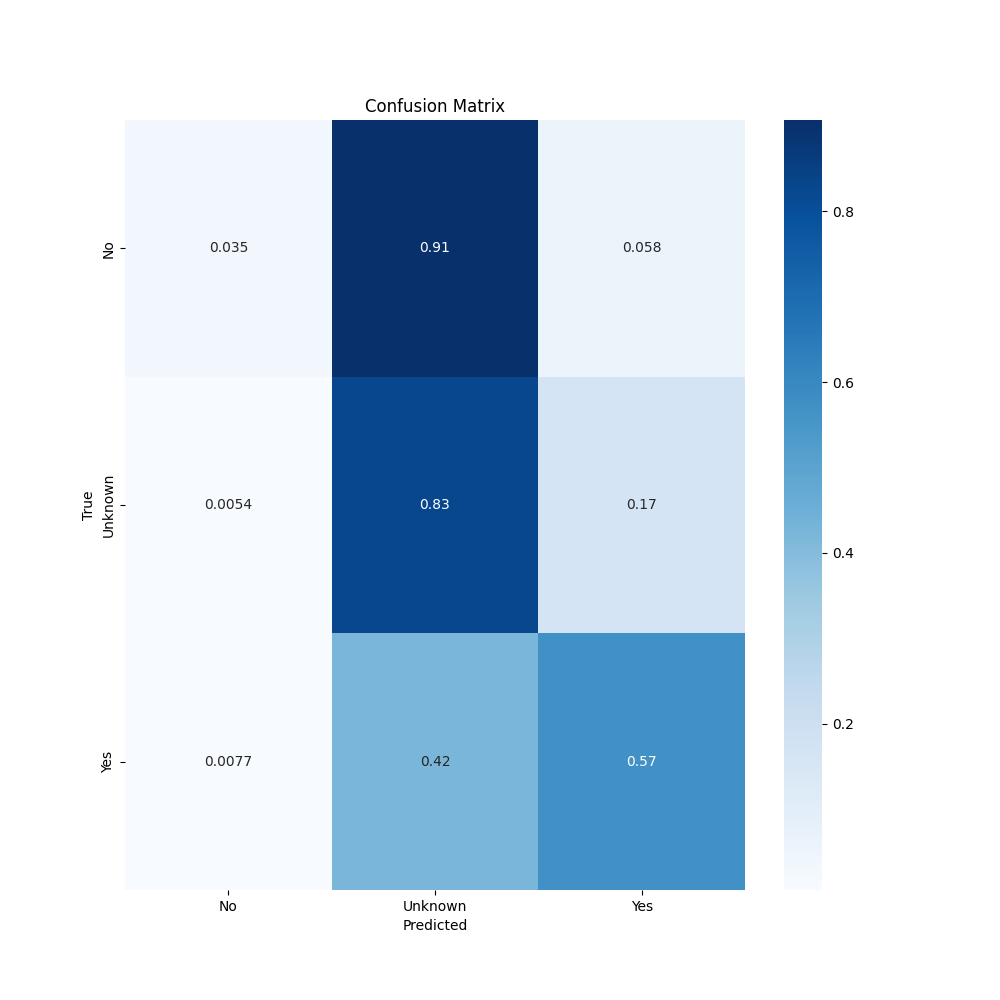 Confusion Matrix
No
0.035
0.91
0.058
0.8
0.6
True
Unknown
0.0054
0.83
0.17
0.4
0.2
Yes
0.0077
0.42
0.57
No
Unknown
Yes
Predicted